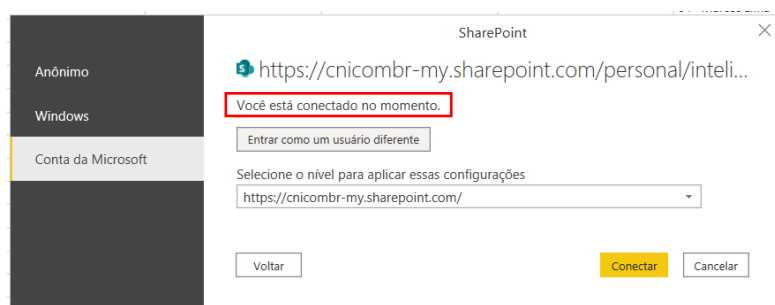 SharePoint
Anônimo
Windows
Conta da Microsoft
https://cnicombr-my.sharepoint.com/personal/inteli...
Você está conectado no momento.
Entrar como um usuário diferente
Selecione o nível para aplicar essas configurações
https://cnicombr-my.sharepoint.com/
Voltar
Conectar
Cancelar